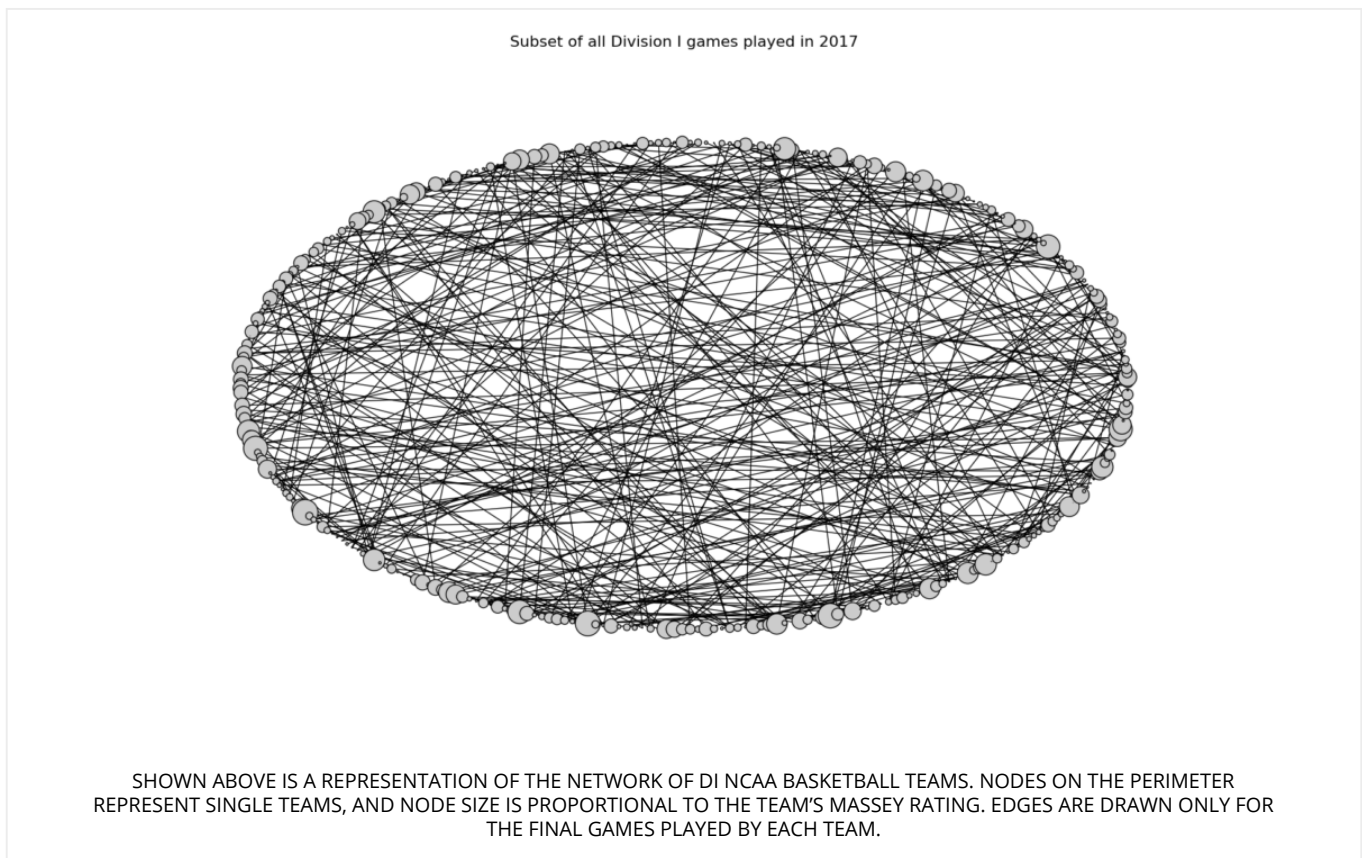 Subset of all Division I games played in 2017
SHOWN ABOVE IS A REPRESENTATION OF THE NETWORK OF DI NCAA BASKETBALL TEAMS. NODES ON THE PERIMETER
REPRESENT SINGLE TEAMS, AND NODE SIZE IS PROPORTIONAL TO THE TEAM’S MASSEY RATING. EDGES ARE DRAWN ONLY FOR
THE FINAL GAMES PLAYED BY EACH TEAM.